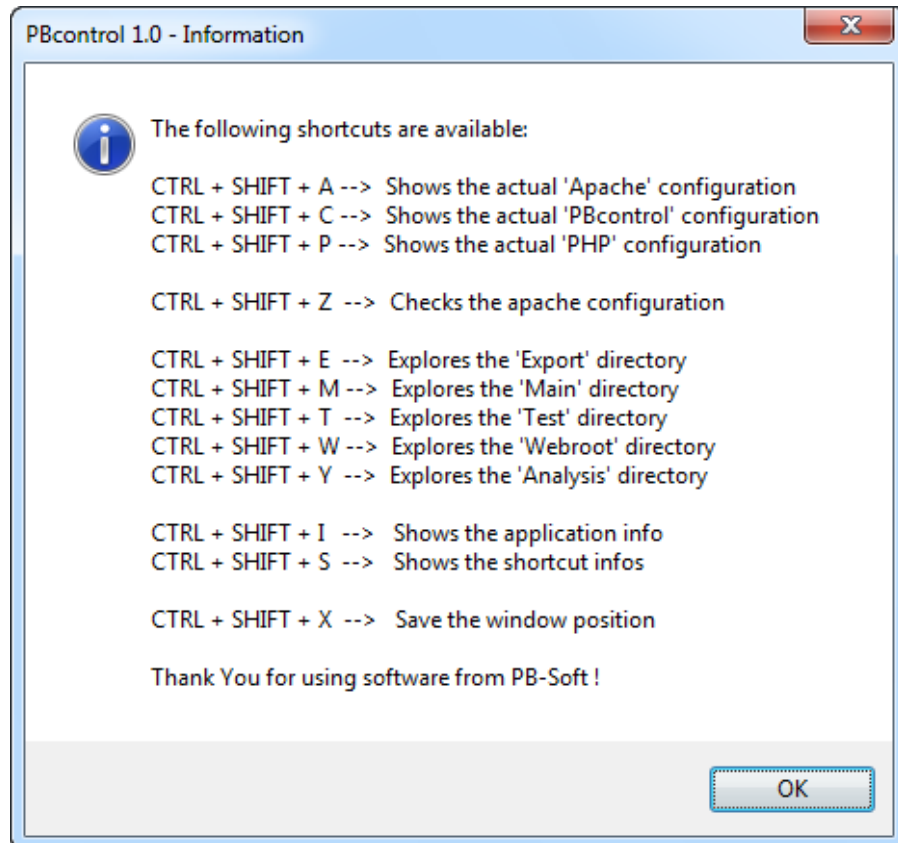 PBcontrol 1.0 - Information
The following shortcuts are available:
CTRL + SHIFT + A --> Shows the actual 'Apache' configuration
CTRL + SHIFT + C --> Shows the actual 'PBcontrol' configuration
CTRL + SHIFT + P --> Shows the actual 'PHP' configuration
CTRL + SHIFT + Z --> Checks the apache configuration
CTRL + SHIFT + E --> Explores the 'Export' directory
CTRL + SHIFT + M --> Explores the 'Main' directory
CTRL + SHIFT + T --> Explores the 'Test' directory
CTRL + SHIFT + W --> Explores the 'Webroot' directory
CTRL + SHIFT + Y --> Explores the 'Analysis' directory
CTRL + SHIFT + I --> Shows the application info
CTRL + SHIFT + S --> Shows the shortcut infos
CTRL + SHIFT + X --> Save the window position
Thank You for using software from PB-Soft !
OK